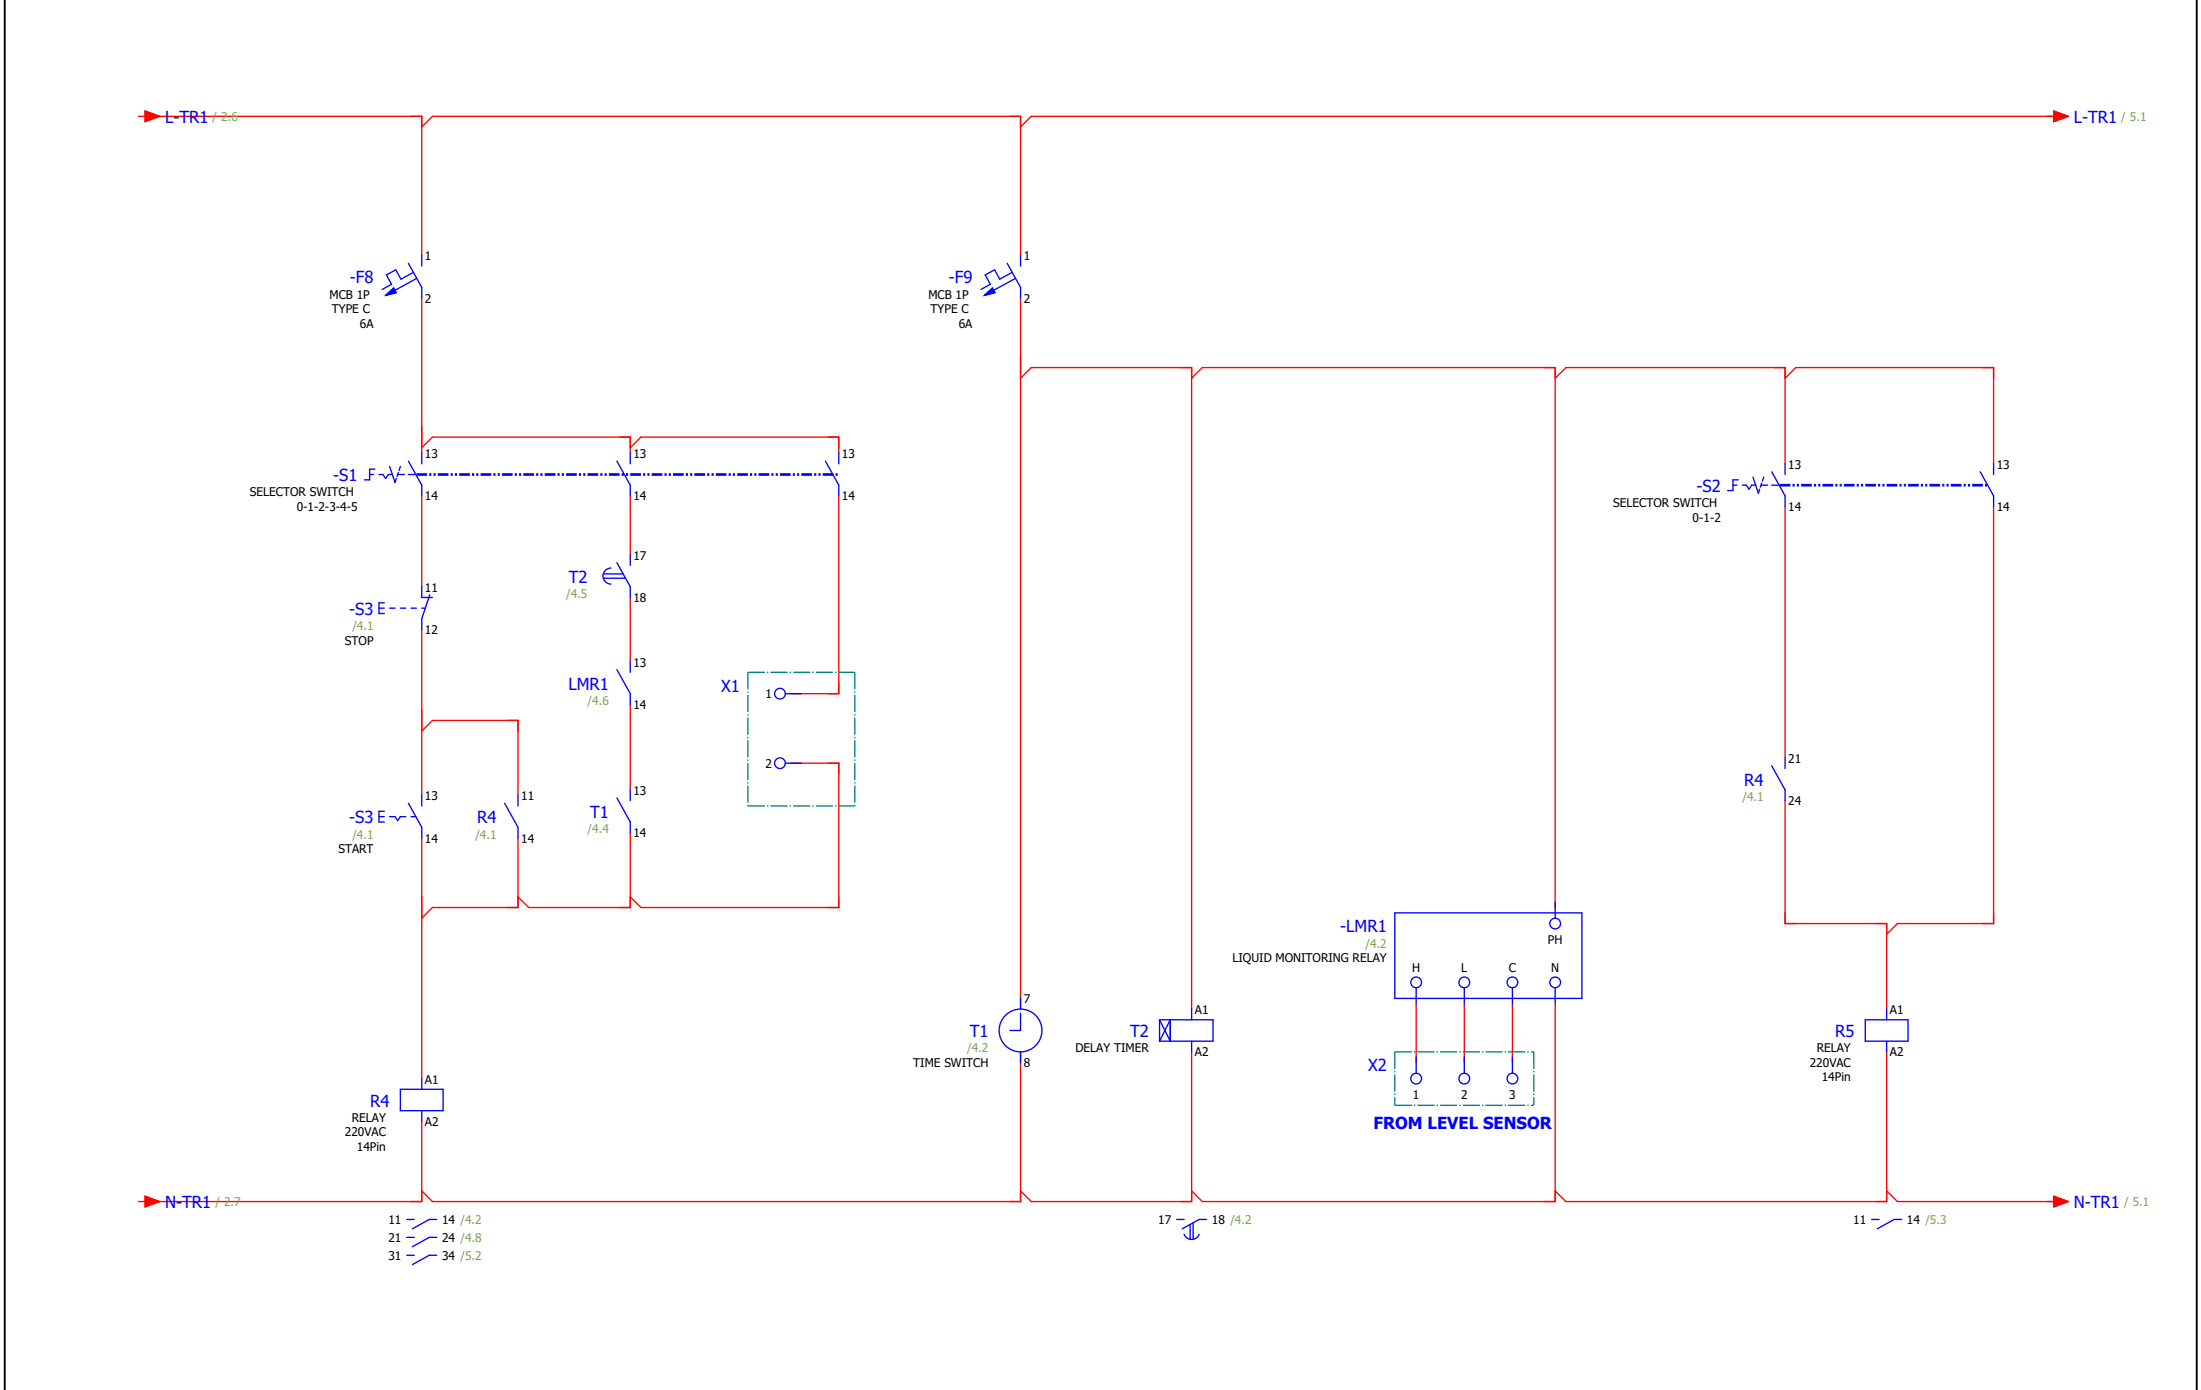 L-TR1 / 2.6
L-TR1 / 5.1
1
-F8
MCB 1P
TYPE C
6A
2
1
-F9
MCB 1P
TYPE C
6A
2
13
13
13
-S1
SELECTOR SWITCH
0-1-2-3-4-5
14
14
14
13
13
-S2
SELECTOR SWITCH
0-1-2
14
14
11
-S3
/4.1
STOP
12
17
T2
/4.5
18
13
LMR1
/4.6
14
X1
1
2
13
-S3
/4.1
START
14
11
R4
/4.1
14
13
T1
/4.4
14
21
R4
/4.1
24
-LMR1
/4.2
LIQUID MONITORING RELAY
PH
H L C N
7
T1
/4.2
TIME SWITCH
8
A1
T2
DELAY TIMER
A2
X2
1 2 3
FROM LEVEL SENSOR
A1
R5
RELAY
220VAC
14Pin
A2
A1
R4
RELAY
220VAC
14Pin
A2
N-TR1 / 2.7
N-TR1 / 5.1
11 14 /4.2
21 24 /4.8
31 34 /5.2
17 18 /4.2
11 14 /5.3